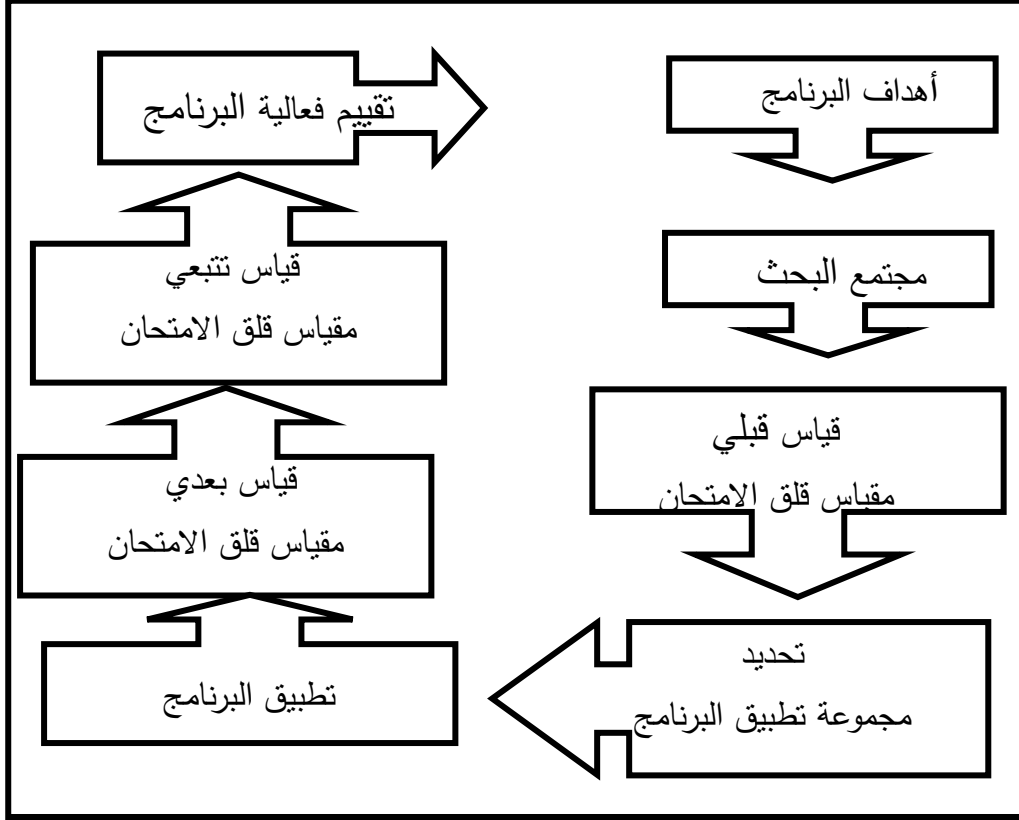 أهداف البرنامج
مجتمع البحث
قياس قبلي
مقياس قلق الامتحان
تحديد
مجموعة تطبيق البرنامج
تطبيق البرنامج
قياس بعدي
مقياس قلق الامتحان
قياس تتبعي
مقياس قلق الامتحان
تقييم فعالية البرنامج